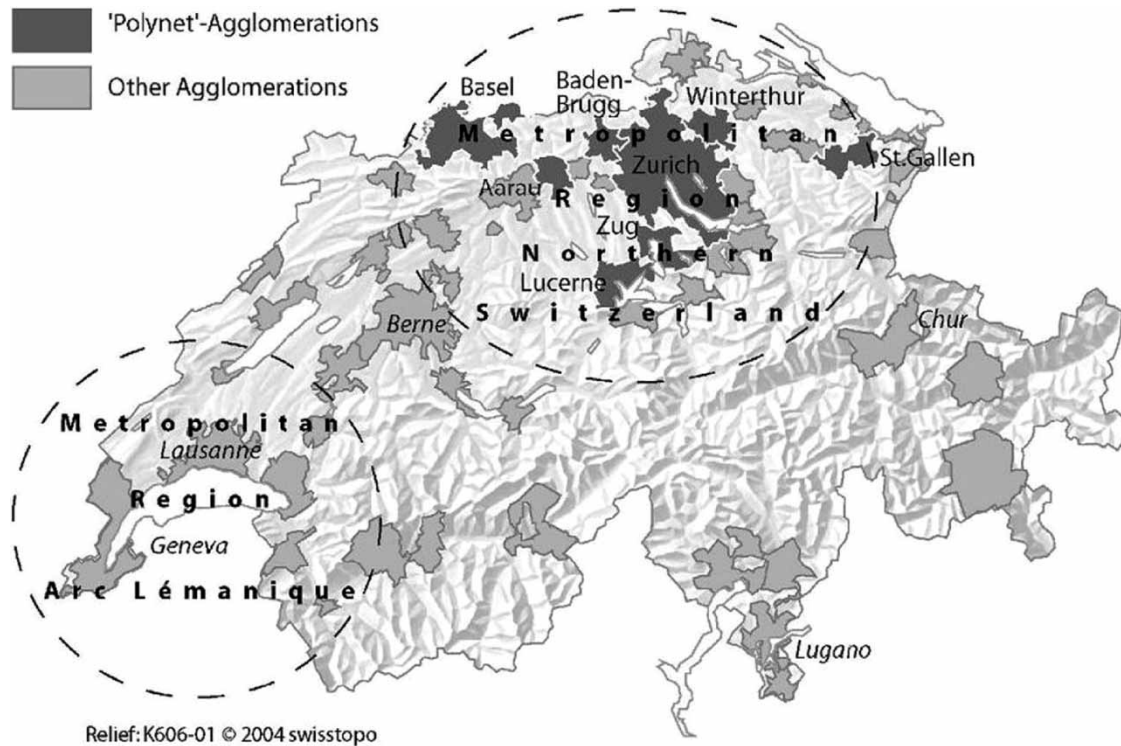 'Polynet'-Agglomerations
Other Agglomerations
Basel
Baden-
Brugg
Winterthur
Metropolitan
Zurich
St.Gallen
Aarau
Region
Zug
Northern
Lucerne
Switzerland
Berne
Chur
Metropolitan
Lausanne
Region
Geneva
Arc Lémanique
Lugano
Relief: K606-01 © 2004 swisstopo